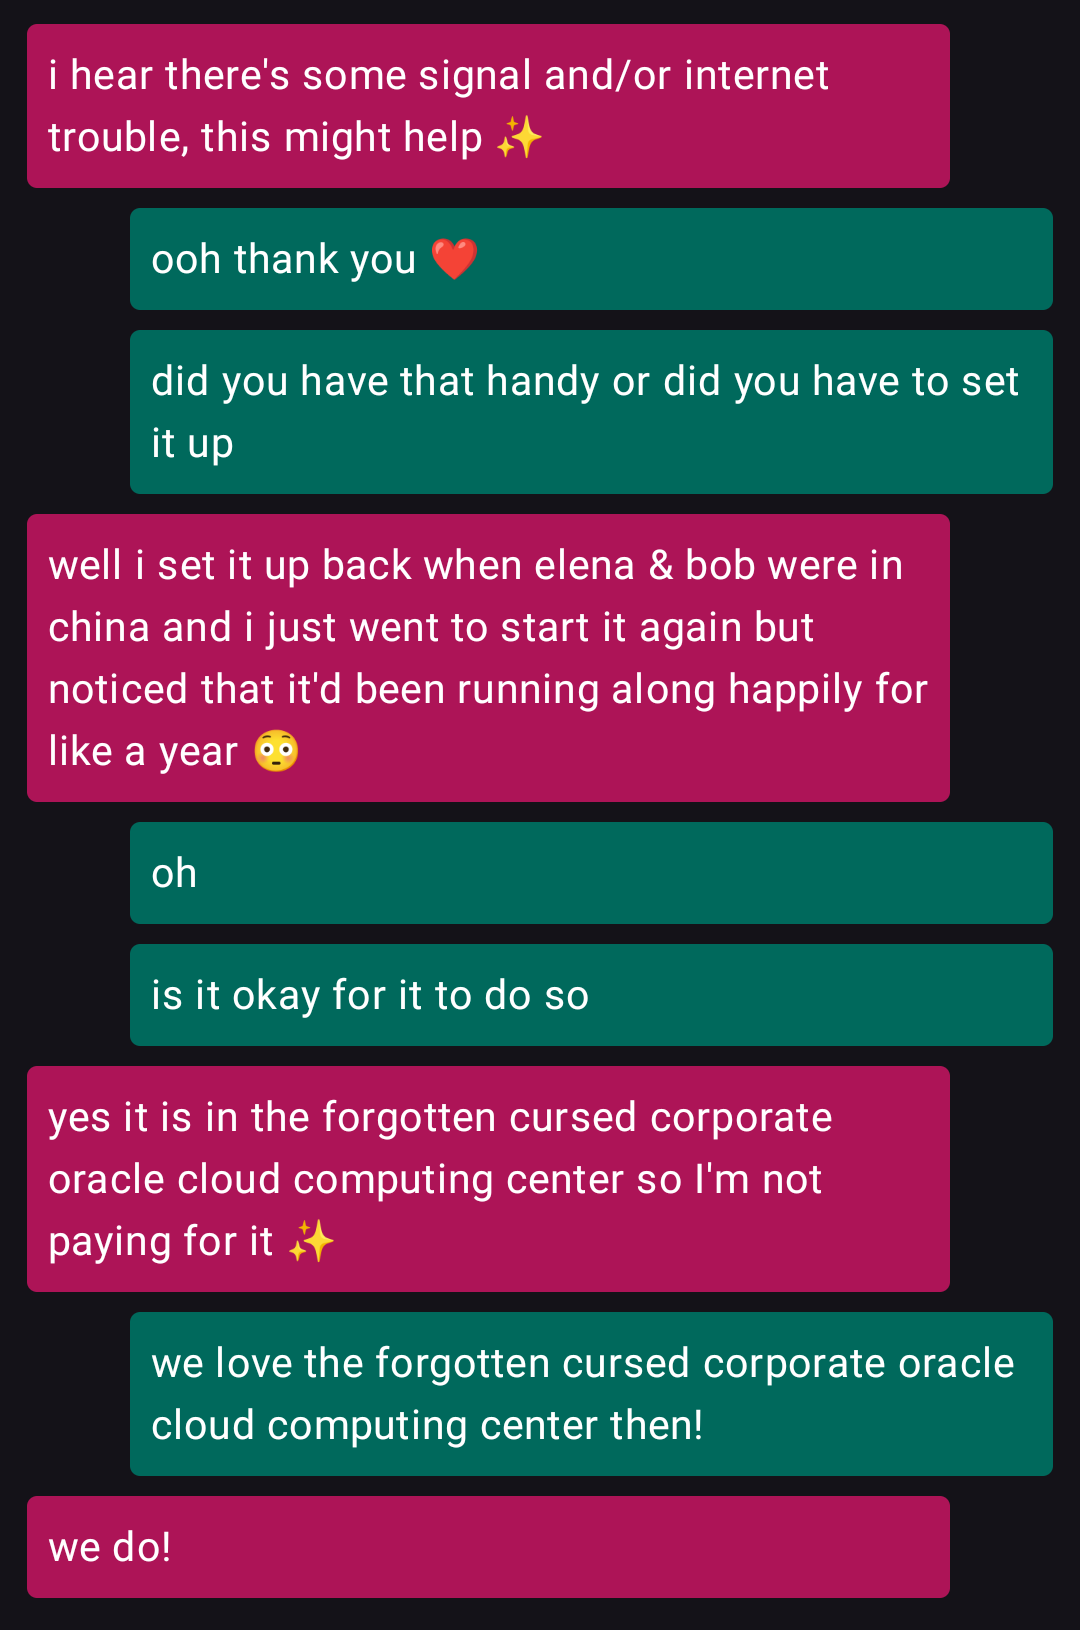 i hear there's some signal and/or internet
trouble, this might help ✨
ooh thank you ❤️
did you have that handy or did you have to set
it up
well i set it up back when elena & bob were in
china and i just went to start it again but
noticed that it'd been running along happily for
like a year 😳
oh
is it okay for it to do so
yes it is in the forgotten cursed corporate
oracle cloud computing center so I'm not
paying for it ✨
we love the forgotten cursed corporate oracle
cloud computing center then!
we do!